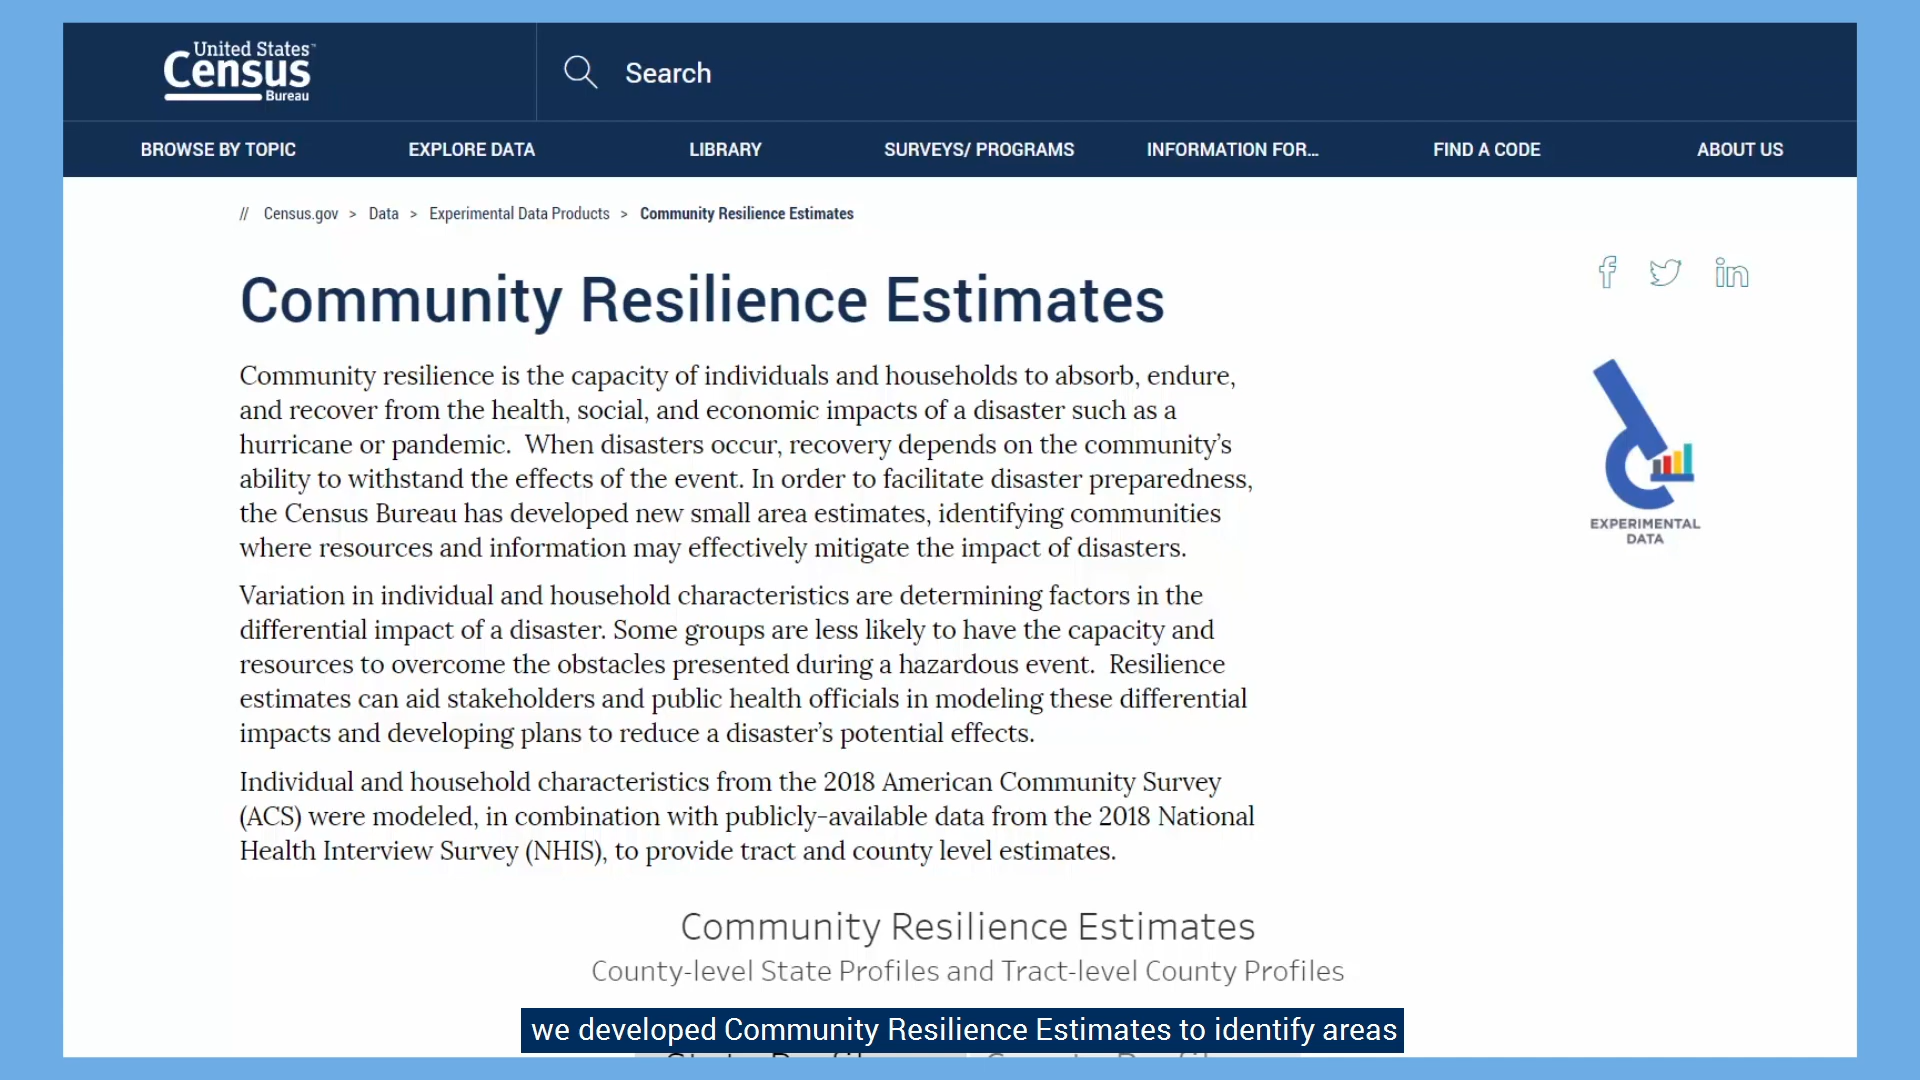 United States™
Census
Bureau
Search
BROWSE BY TOPIC EXPLORE DATA LIBRARY SURVEYS/ PROGRAMS INFORMATION FOR... FIND A CODE ABOUT US
// Census.gov > Data > Experimental Data Products > Community Resilience Estimates
Community Resilience Estimates
Community resilience is the capacity of individuals and households to absorb, endure,
and recover from the health, social, and economic impacts of a disaster such as a
hurricane or pandemic. When disasters occur, recovery depends on the community’s
ability to withstand the effects of the event. In order to facilitate disaster preparedness,
the Census Bureau has developed new small area estimates, identifying communities
where resources and information may effectively mitigate the impact of disasters.
EXPERIMENTAL
DATA
Variation in individual and household characteristics are determining factors in the
differential impact of a disaster. Some groups are less likely to have the capacity and
resources to overcome the obstacles presented during a hazardous event. Resilience
estimates can aid stakeholders and public health officials in modeling these differential
impacts and developing plans to reduce a disaster’s potential effects.
Individual and household characteristics from the 2018 American Community Survey
(ACS) were modeled, in combination with publicly-available data from the 2018 National
Health Interview Survey (NHIS), to provide tract and county level estimates.
Community Resilience Estimates
County-level State Profiles and Tract-level County Profiles
we developed Community Resilience Estimates to identify areas